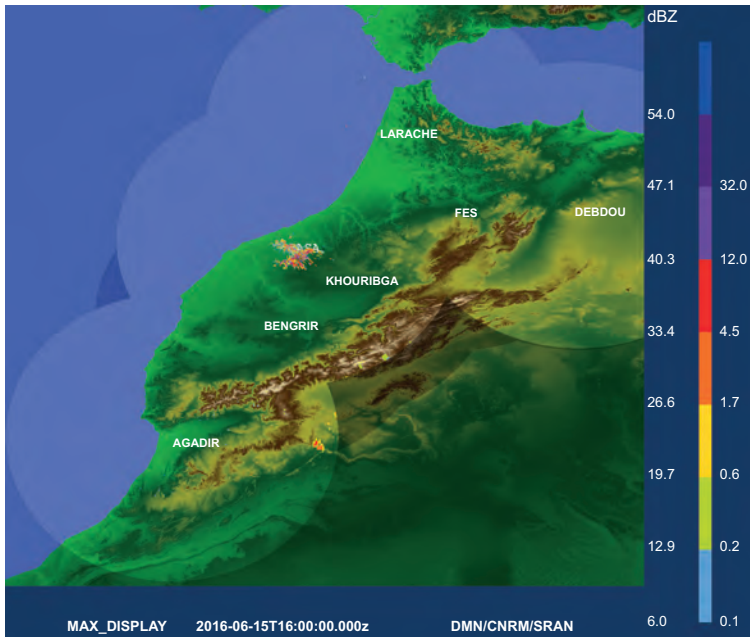 dBZ
54.0
LARACHE
47.1 32.0
FES DEBDOU
40.3 12.0
KHOURIBGA
BENGRIR
33.4 4.5
26.6 1.7
AGADIR
19.7 0.6
12.9 0.2
MAX_DISPLAY 2016-06-15T16:00:00.000z DMN/CNRM/SRAN 6.0 0.1